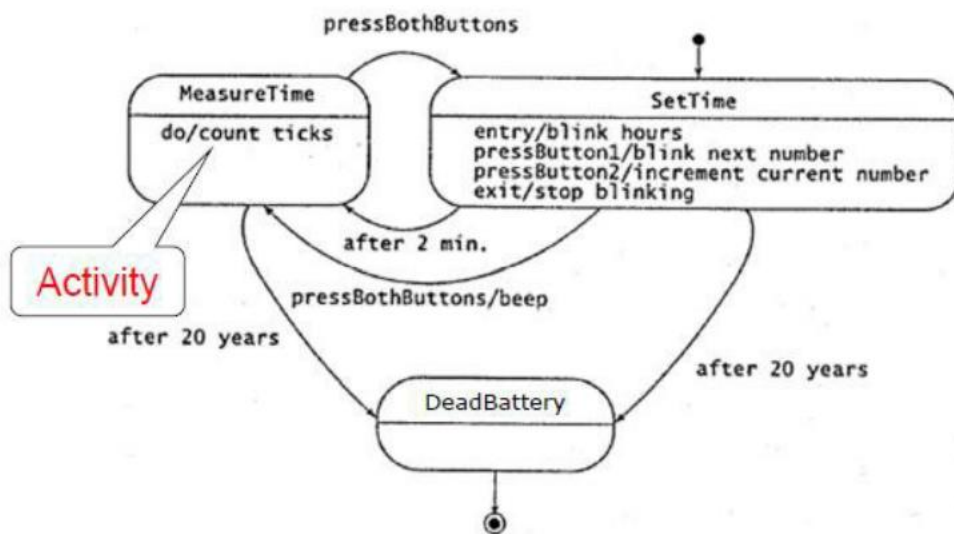 pressBothButtons
MeasureTime
do/count ticks
SetTime
entry/blink hours
pressButton1/blink next number
pressButton2/increment current number
exit/stop blinking
after 2 min.
Activity
pressBothButtons/beep
after 20 years
after 20 years
DeadBattery